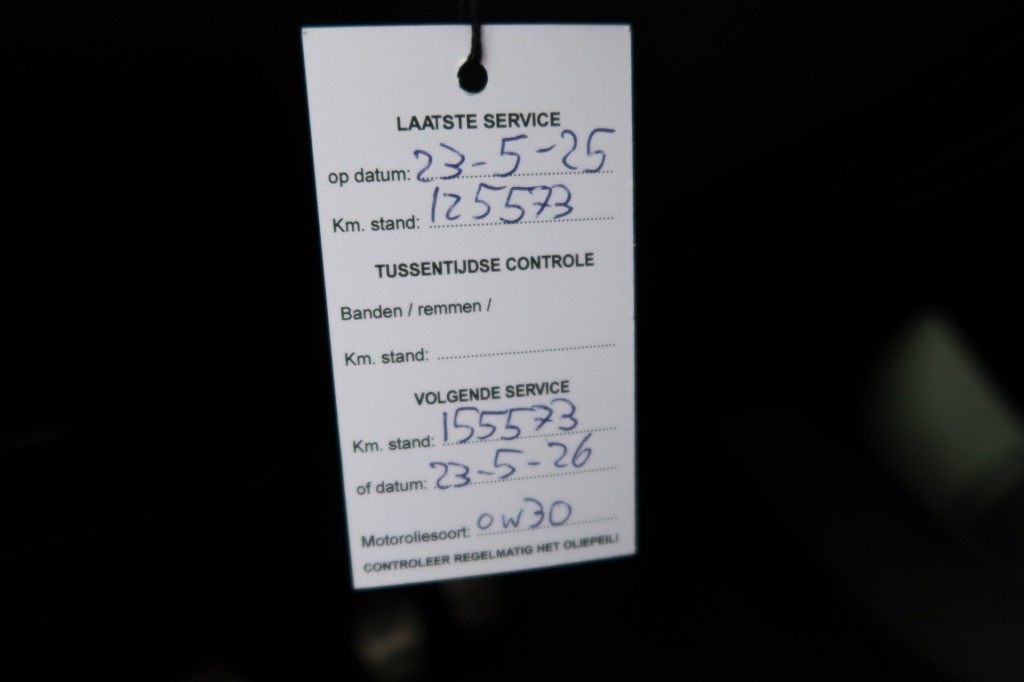 LAATSTE SERVICE
op datum: 23-5-25
Km. stand: 125573
TUSSENTIJDSE CONTROLE
Banden / remmen /
Km. stand:
VOLGENDE SERVICE
Km. stand: 155573
of datum: 23-5-26
Motoroliesoort: 0W30
CONTROLEER REGELMATIG HET OLIEPEIL!